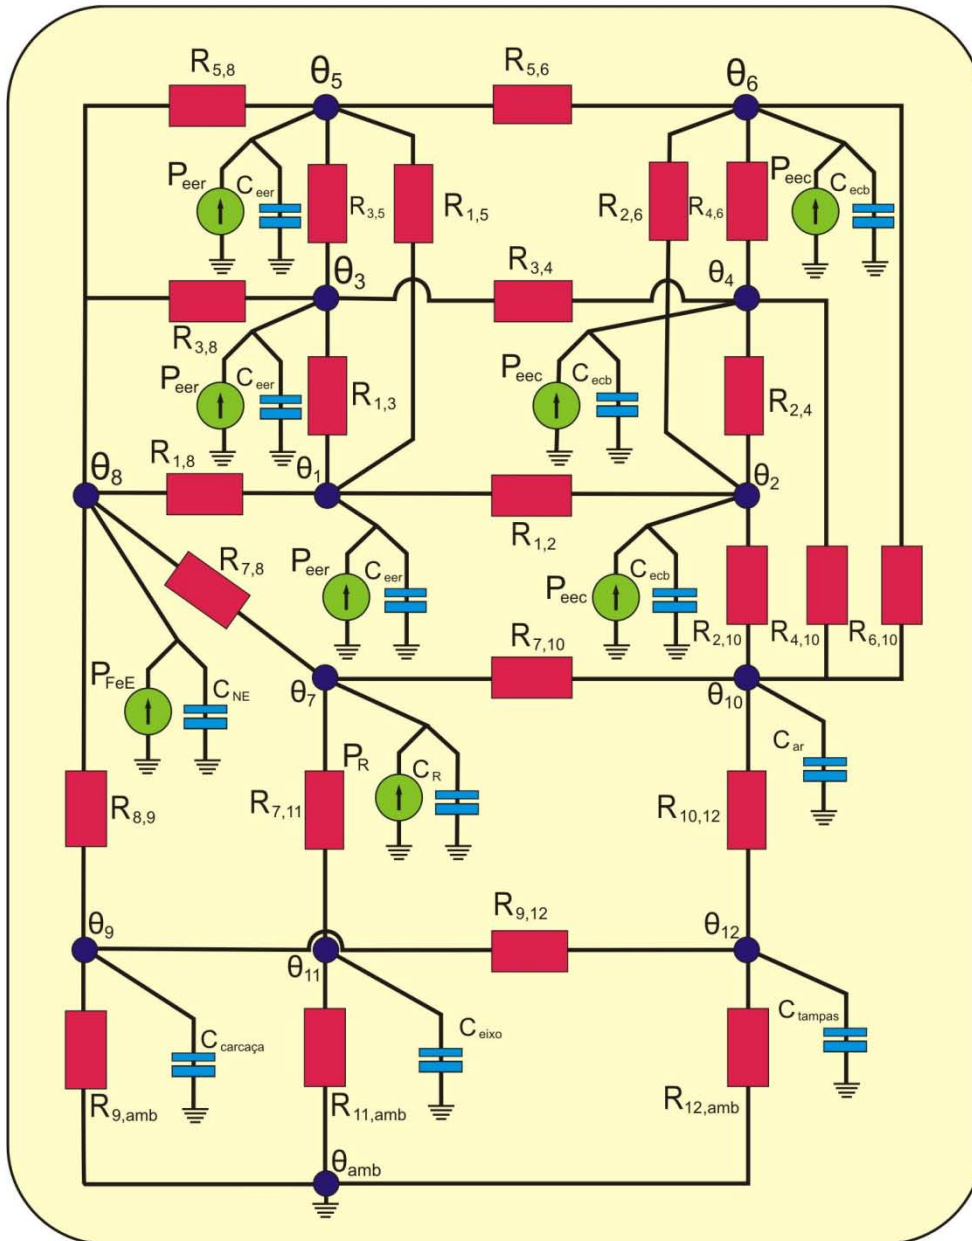 R5,8 θ5 R5,6 θ6
Peer Ceer R3,5 R1,5 R2,6 R4,6 Peec Cecb
θ3 R3,4 θ4
R3,8
Peer Ceer R1,3 Peec Cecb R2,4
θ8 R1,8 θ1 θ2
R1,2
R7,8 Peer Ceer Peec Cecb
R7,10 R2,10 R4,10 R6,10
PFeE CNE θ7 θ10
PR CR Car
R8,9 R7,11 R10,12
θ9 R9,12 θ12
θ11
Ccarcaça Ceixo Ctampas
R9,amb R11,amb R12,amb
θamb